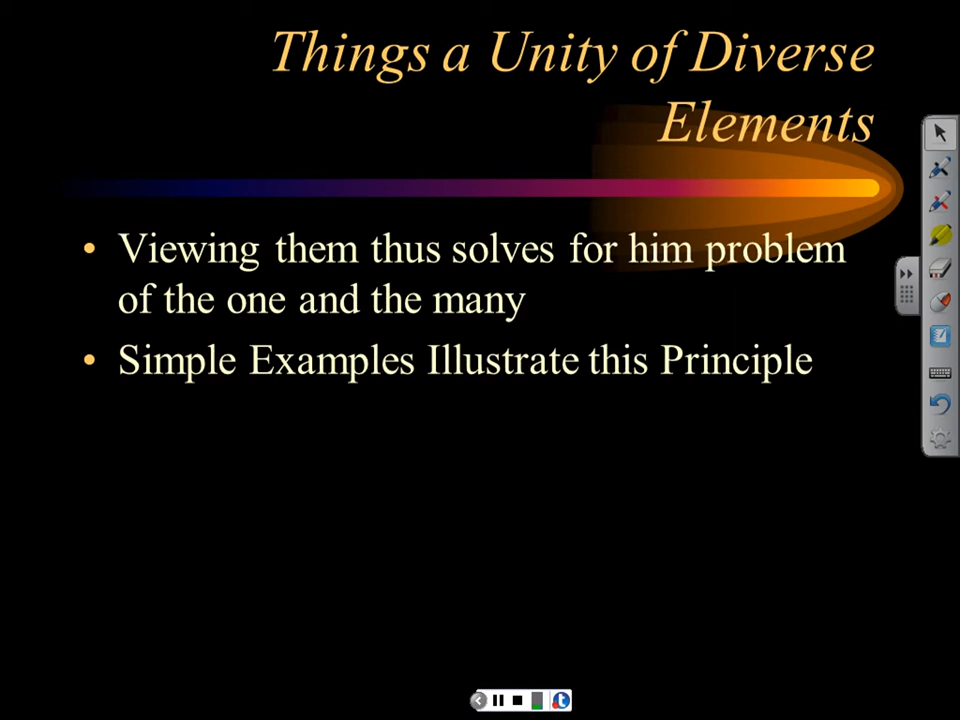 Things a Unity of Diverse
Elements
• Viewing them thus solves for him problem
of the one and the many
• Simple Examples Illustrate this Principle